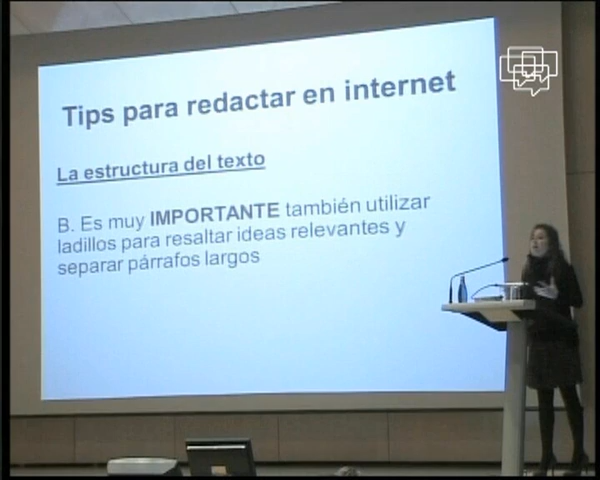 Tips para redactar en internet
La estructura del texto
B. Es muy IMPORTANTE también utilizar
ladillos para resaltar ideas relevantes y
separar párrafos largos